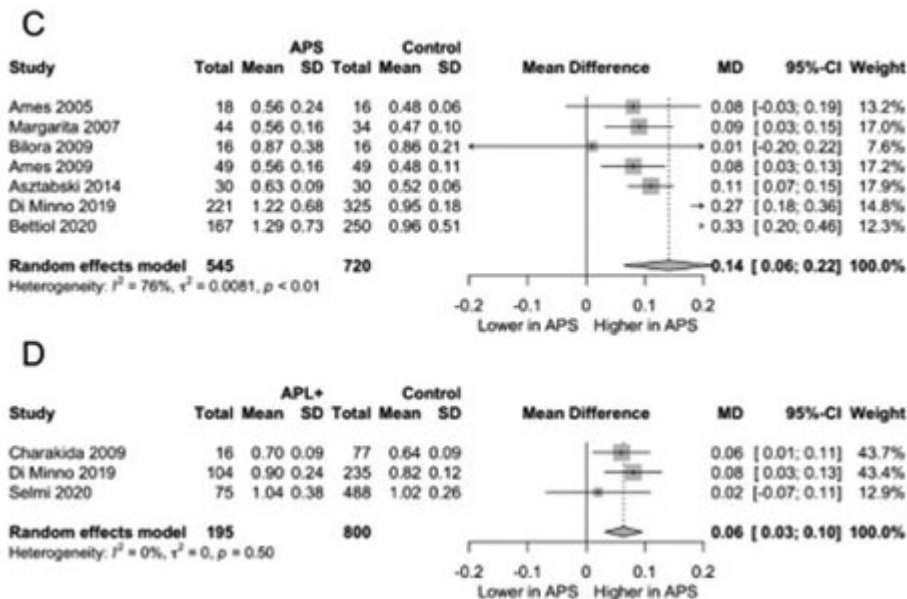 C
APS Control
Study Total Mean SD Total Mean SD Mean Difference MD 95%-CI Weight
Ames 2005 18 0.56 0.24 16 0.48 0.06 0.08 [-0.03; 0.19] 13.2%
Margarita 2007 44 0.56 0.16 34 0.47 0.10 0.09 [ 0.03; 0.15] 17.0%
Bilora 2009 16 0.87 0.38 16 0.86 0.21 0.01 [-0.20; 0.22] 7.6%
Ames 2009 49 0.56 0.16 49 0.48 0.11 0.08 [ 0.03; 0.13] 17.2%
Asztabski 2014 30 0.63 0.09 30 0.52 0.06 0.11 [ 0.07; 0.15] 17.9%
Di Minno 2019 221 1.22 0.68 325 0.95 0.18 0.27 [ 0.18; 0.36] 14.8%
Bettiol 2020 167 1.29 0.73 250 0.96 0.51 0.33 [ 0.20; 0.46] 12.3%
Random effects model 545 720 0.14 [ 0.06; 0.22] 100.0%
Heterogeneity: I² = 76%, τ² = 0.0081, p < 0.01
-0.2 -0.1 0 0.1 0.2
Lower in APS Higher in APS
D
APL+ Control
Study Total Mean SD Total Mean SD Mean Difference MD 95%-CI Weight
Charakida 2009 16 0.70 0.09 77 0.64 0.09 0.06 [ 0.01; 0.11] 43.7%
Di Minno 2019 104 0.90 0.24 235 0.82 0.12 0.08 [ 0.03; 0.13] 43.4%
Selmi 2020 75 1.04 0.38 488 1.02 0.26 0.02 [-0.07; 0.11] 12.9%
Random effects model 195 800 0.06 [ 0.03; 0.10] 100.0%
Heterogeneity: I² = 0%, τ² = 0, p = 0.50
-0.2 -0.1 0 0.1 0.2
Lower in APS Higher in APS